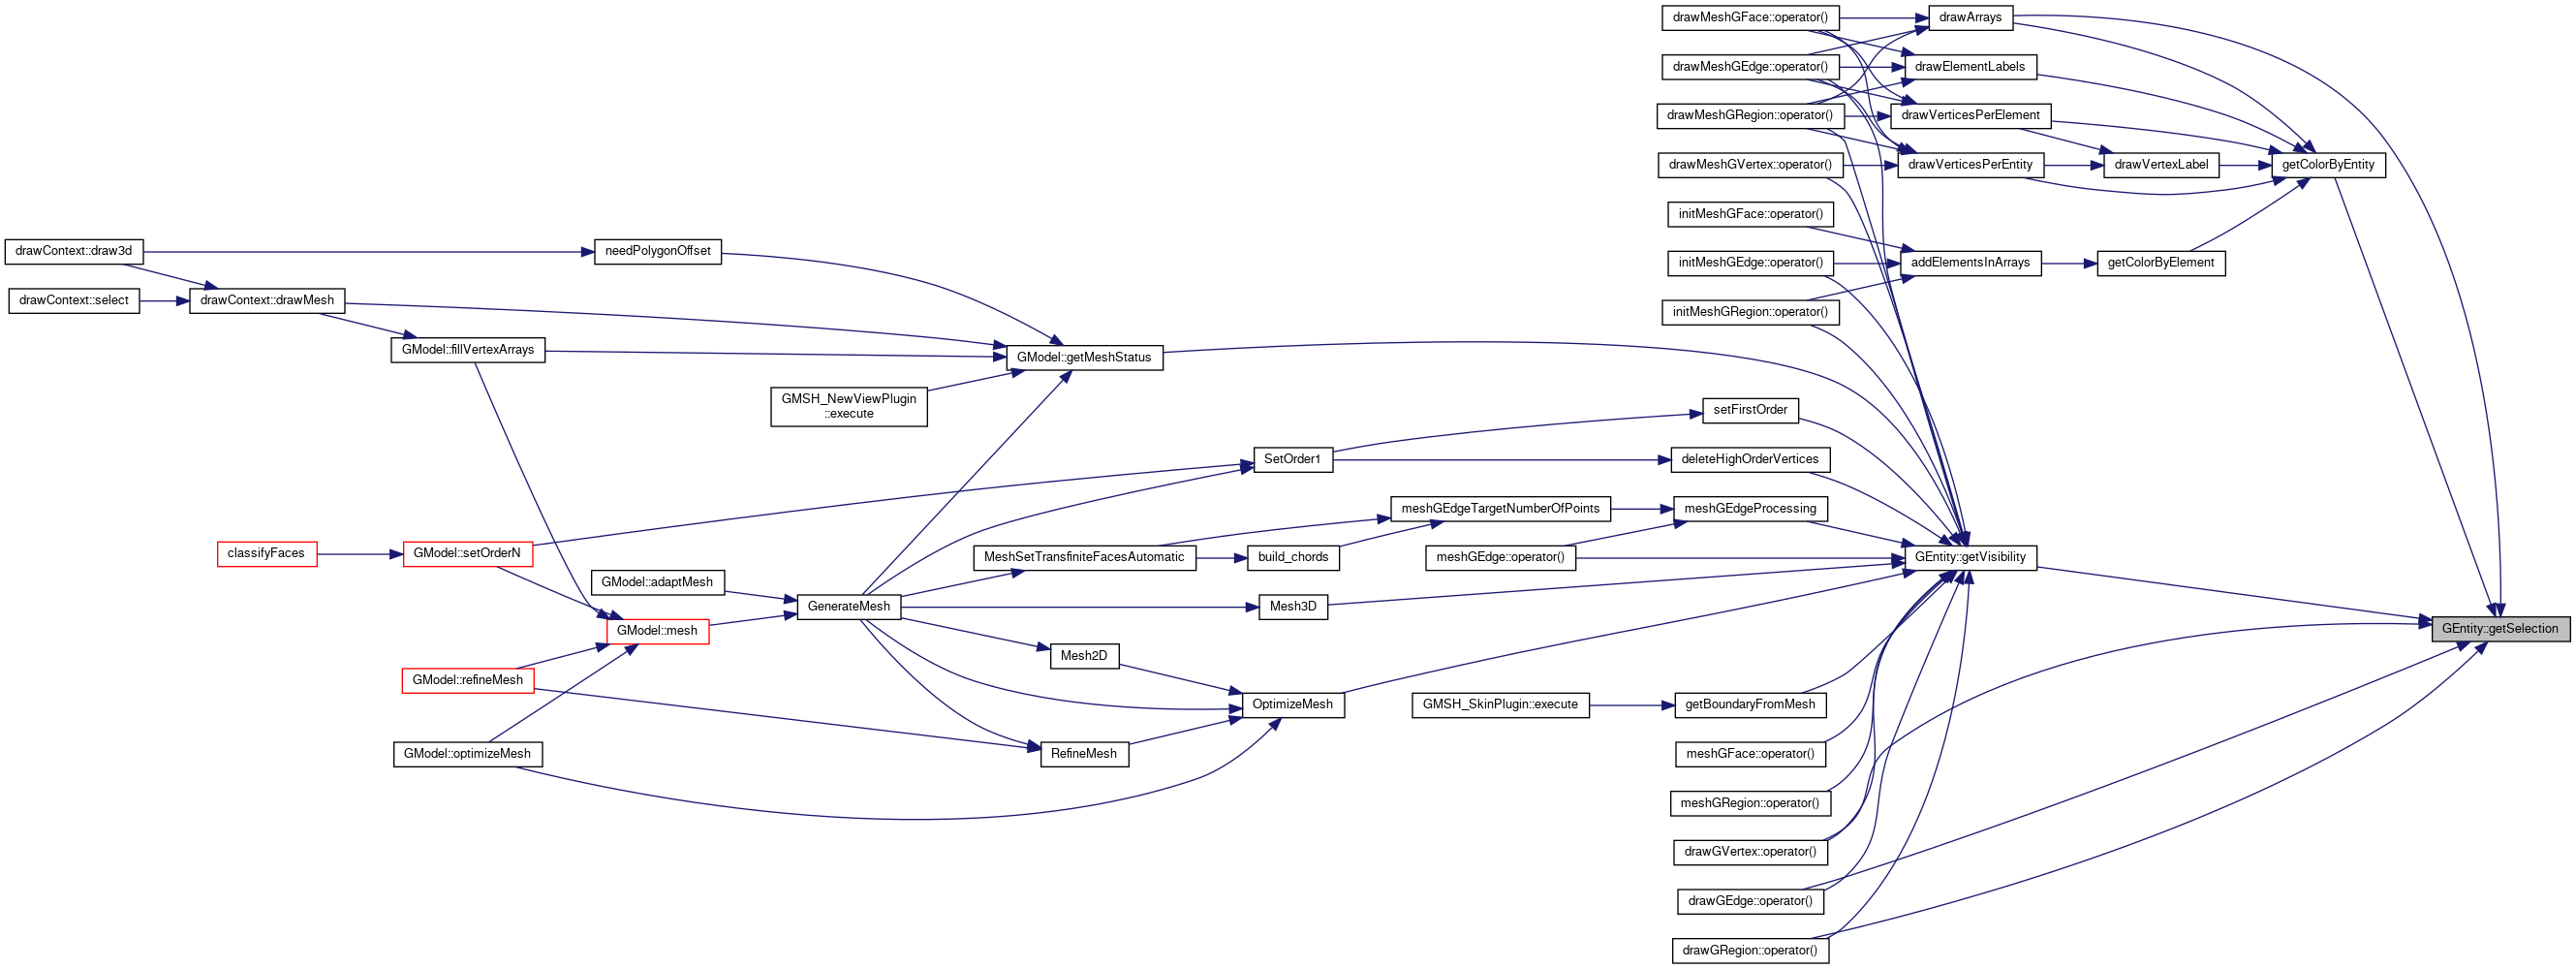 drawMeshGFace::operator()
drawArrays
drawMeshGEdge::operator()
drawElementLabels
drawMeshGRegion::operator()
drawVerticesPerElement
drawMeshGVertex::operator()
drawVerticesPerEntity
drawVertexLabel
getColorByEntity
initMeshGFace::operator()
drawContext::draw3d
needPolygonOffset
initMeshGEdge::operator()
addElementsInArrays
getColorByElement
drawContext::select
drawContext::drawMesh
initMeshGRegion::operator()
GModel::fillVertexArrays
GModel::getMeshStatus
GMSH_NewViewPlugin
::execute
setFirstOrder
SetOrder1
deleteHighOrderVertices
meshGEdgeTargetNumberOfPoints
meshGEdgeProcessing
classifyFaces
GModel::setOrderN
MeshSetTransfiniteFacesAutomatic
build_chords
meshGEdge::operator()
GEntity::getVisibility
GModel::adaptMesh
GenerateMesh
Mesh3D
GModel::mesh
GEntity::getSelection
Mesh2D
GModel::refineMesh
OptimizeMesh
GMSH_SkinPlugin::execute
getBoundaryFromMesh
GModel::optimizeMesh
RefineMesh
meshGFace::operator()
meshGRegion::operator()
drawGVertex::operator()
drawGEdge::operator()
drawGRegion::operator()